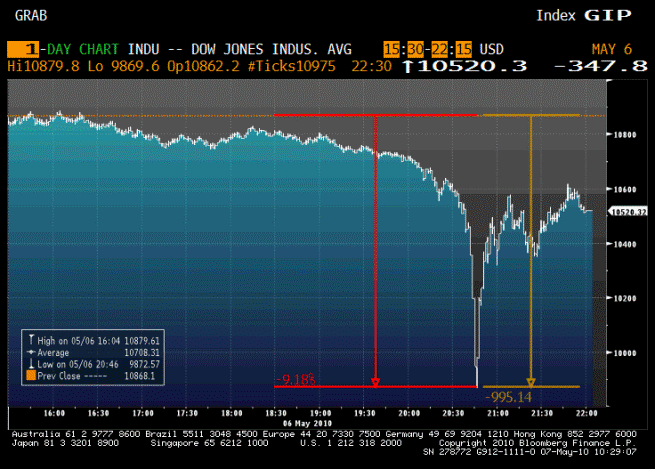 GRAB Index GIP
1-DAY CHART INDU -- DOW JONES INDUS. AVG 15:30-22:15 USD MAY 6
Hi10879.8 Lo 9869.6 Op10862.2 #Ticks10975 22:30 ↑10520.3 -347.8
10800
10600
10520.32
10400
10200
High on 05/06 16:04 10879.61
Average 10708.31
Low on 05/06 20:46 9872.57
Prev Close ----- 10868.1
10000
-9.18%
-995.14
16:00 16:30 17:00 17:30 18:00 18:30 19:00 19:30 20:00 20:30 21:00 21:30 22:00
06 May 2010
Australia 61 2 9777 8600 Brazil 5511 3048 4500 Europe 44 20 7330 7500 Germany 49 69 9204 1210 Hong Kong 852 2977 6000
Japan 81 3 3201 8900 Singapore 65 6212 1000 U.S. 1 212 318 2000 Copyright 2010 Bloomberg Finance L.P.
SN 278772 G912-1111-0 07-May-10 10:29:07